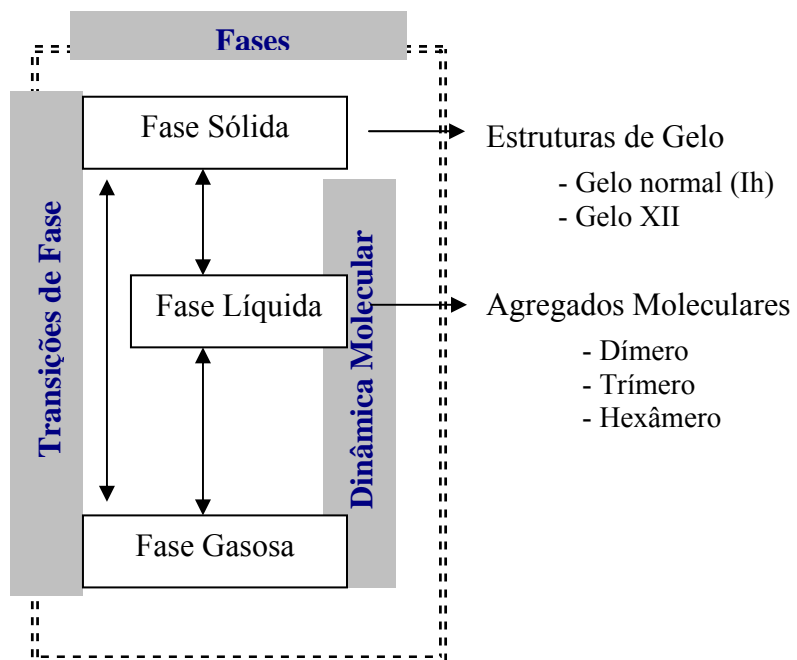 Fases
Fase Sólida
Estruturas de Gelo
- Gelo normal (Ih)
- Gelo XII
Transições de Fase
Dinâmica Molecular
Fase Líquida
Agregados Moleculares
- Dímero
- Trímero
- Hexâmero
Fase Gasosa